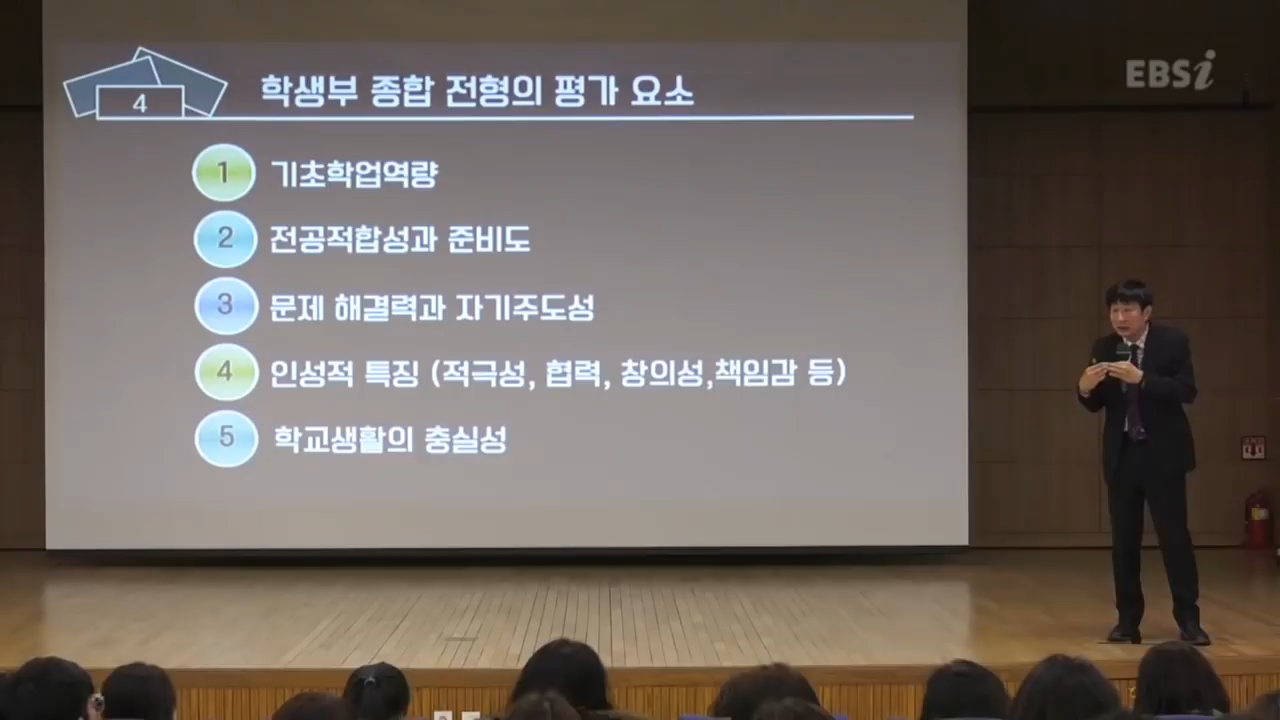 4
학생부 종합 전형의 평가 요소
EBSi
1 기초학업역량
2 전공적합성과 준비도
3 문제 해결력과 자기주도성
4 인성적 특징 (적극성, 협력, 창의성,책임감 등)
5 학교생활의 충실성